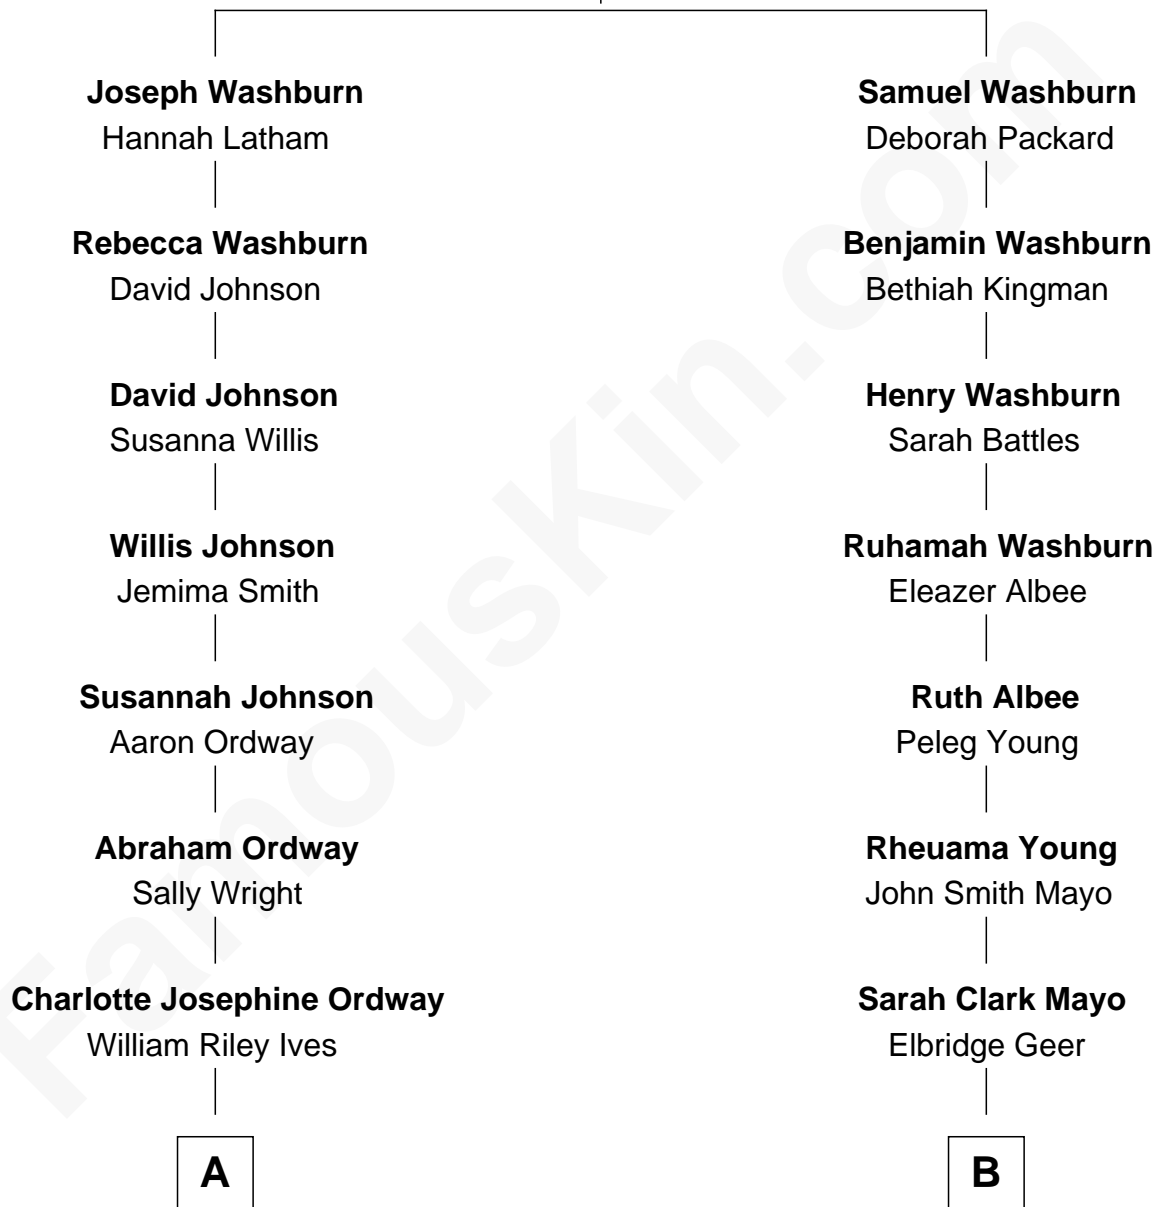 Joseph Washburn
Hannah Latham
Rebecca Washburn
David Johnson
David Johnson
Susanna Willis
Willis Johnson
Jemima Smith
Susannah Johnson
Aaron Ordway
Abraham Ordway
Sally Wright
Charlotte Josephine Ordway
William Riley Ives
A
Samuel Washburn
Deborah Packard
Benjamin Washburn
Bethiah Kingman
Henry Washburn
Sarah Battles
Ruhamah Washburn
Eleazer Albee
Ruth Albee
Peleg Young
Rheuama Young
John Smith Mayo
Sarah Clark Mayo
Elbridge Geer
B
FamousKin.com